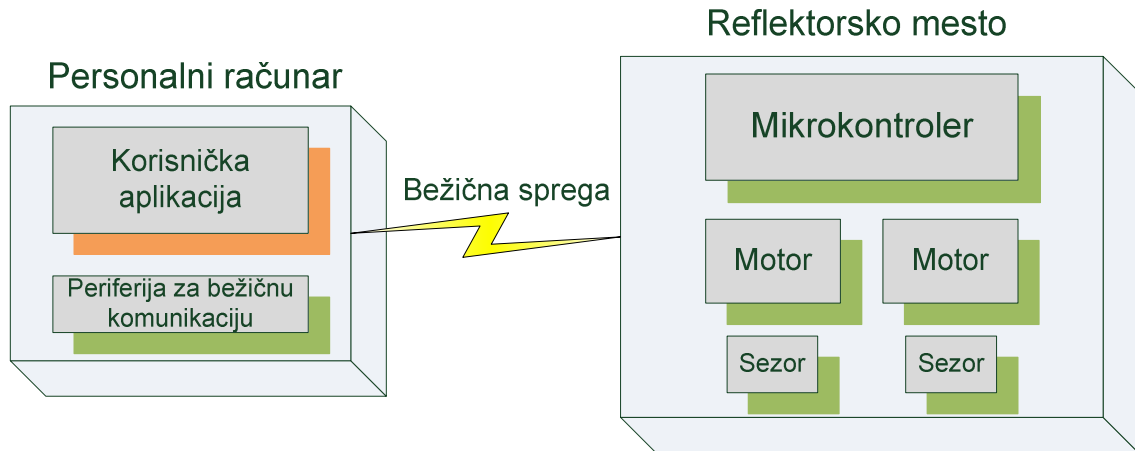 Personalni računar
Korisnička
aplikacija
Periferija za bežičnu
komunikaciju
Bežična sprega
Reflektorsko mesto
Mikrokontroler
Motor
Motor
Sezor
Sezor